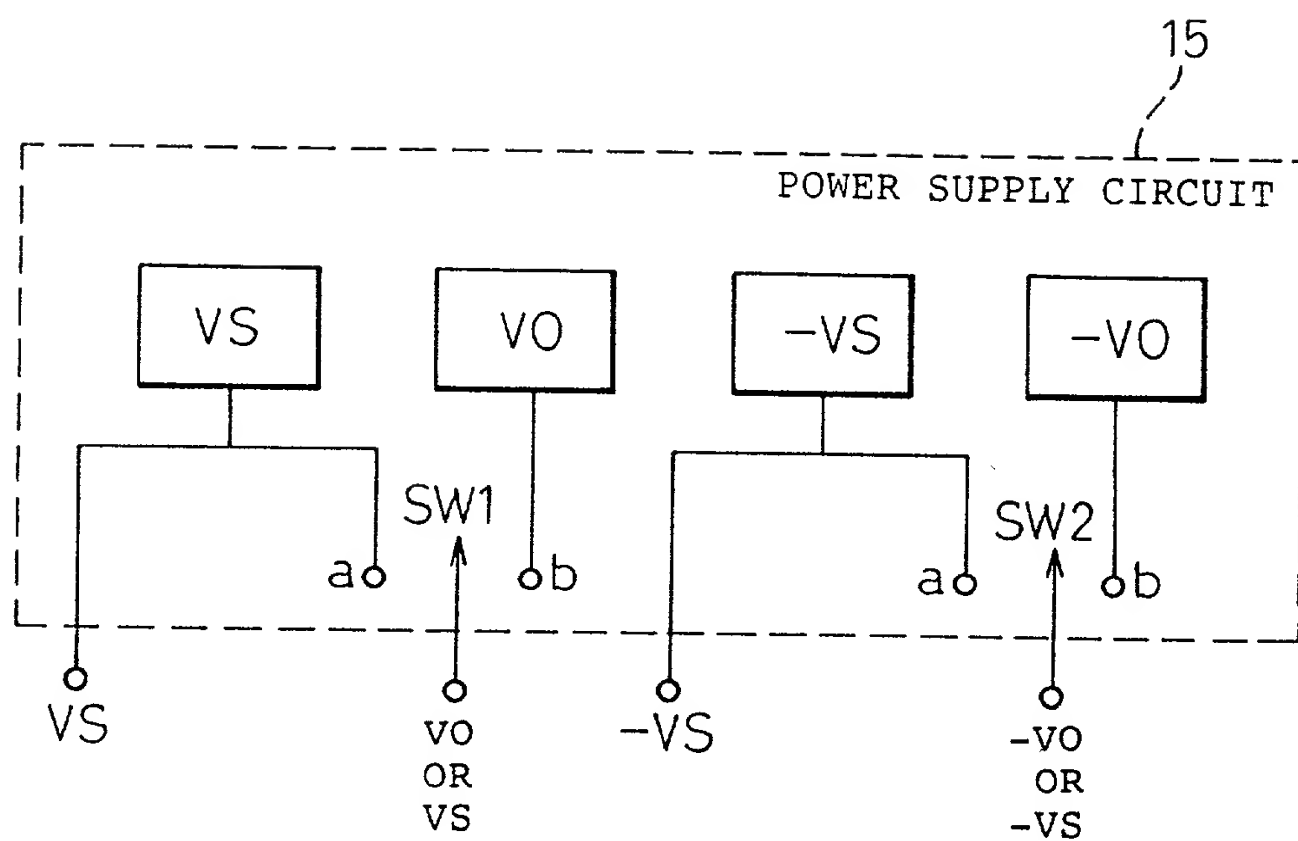 15
POWER SUPPLY CIRCUIT
VS
VO
-VS
-VO
SW1
SW2
a
b
a
b
VS
VO
OR
VS
-VS
-VO
OR
-VS